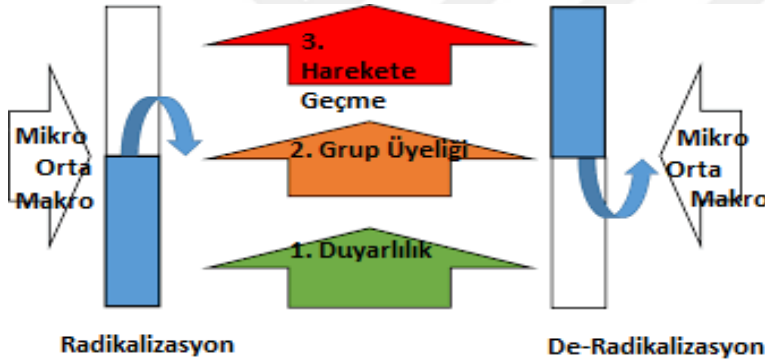 3.
Harekete
Geçme
Mikro
Orta
Makro
2. Grup Üyeliği
Mikro
Orta
Makro
1. Duyarlılık
Radikalizasyon
De-Radikalizasyon